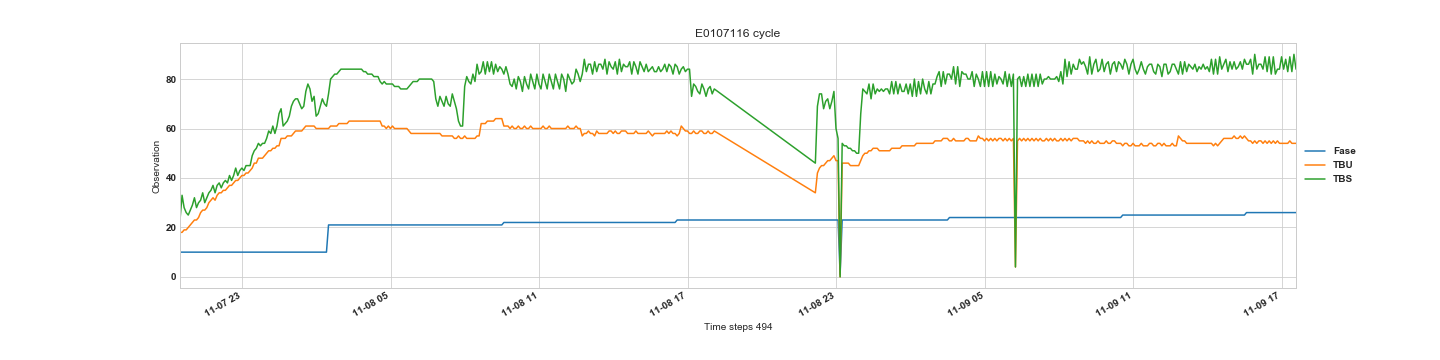 E0107116 cycle
Observation
80
60
40
20
0
11-07 23
11-08 05
11-08 11
11-08 17
11-08 23
11-09 05
11-09 11
11-09 17
Time steps 494
Fase
TBU
TBS